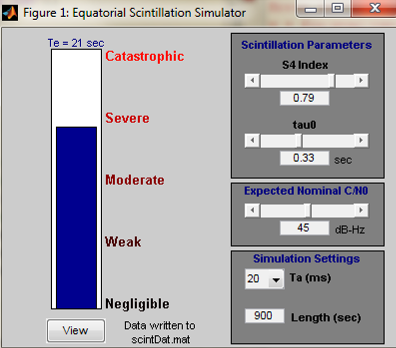 Figure 1: Equatorial Scintillation Simulator
Te = 21 sec
Catastrophic
Severe
Moderate
Weak
Negligible
View
Data written to
scintDat.mat
Scintillation Parameters
S4 Index
0.79
tau0
0.33 sec
Expected Nominal C/N0
45 dB-Hz
Simulation Settings
20 Ta (ms)
900 Length (sec)